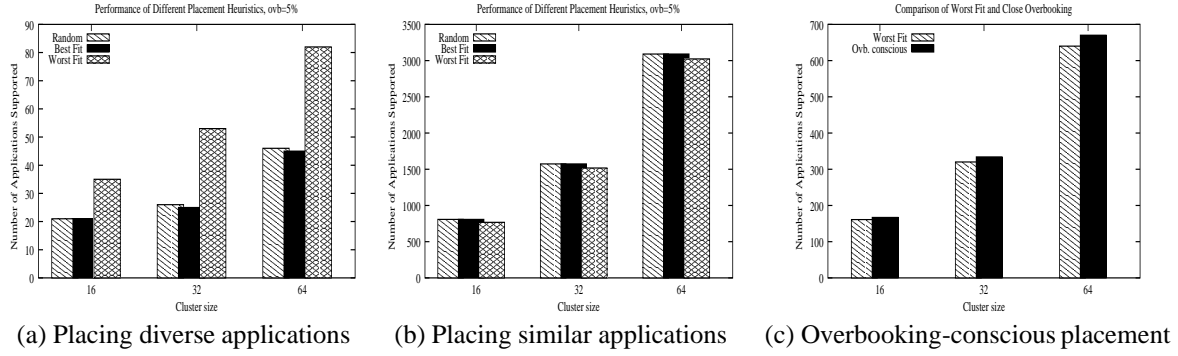 Performance of Different Placement Heuristics, ovb=5%
Random
Best Fit
Worst Fit
Number of Applications Supported
90
80
70
60
50
40
30
20
10
0
16
32
64
Cluster size
(a) Placing diverse applications
Performance of Different Placement Heuristics, ovb=5%
Random
Best Fit
Worst Fit
Number of Applications Supported
3500
3000
2500
2000
1500
1000
500
0
16
32
64
Cluster size
(b) Placing similar applications
Comparison of Worst Fit and Close Overbooking
Worst Fit
Ovb. conscious
Number of Applications Supported
700
600
500
400
300
200
100
0
16
32
64
Cluster size
(c) Overbooking-conscious placement